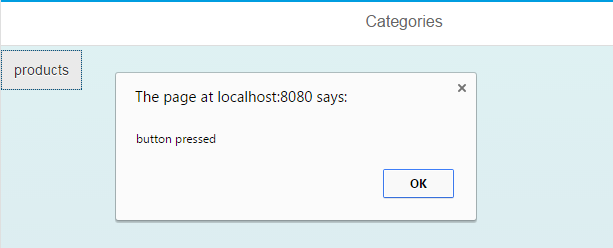 Categories
products
The page at localhost:8080 says:
button pressed
OK